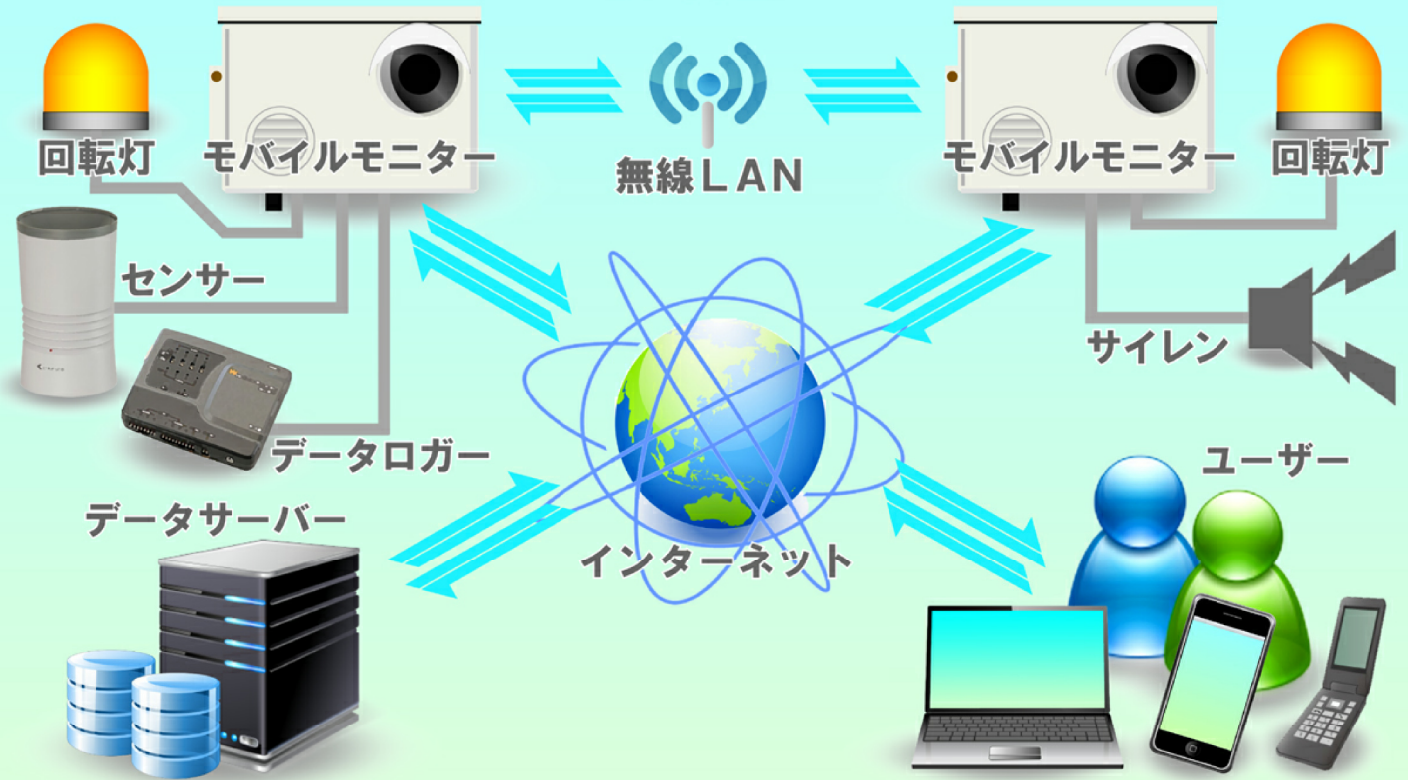 回転灯
モバイルモニター
無線LAN
モバイルモニター
回転灯
センサー
サイレン
データロガー
ユーザー
データサーバー
インターネット